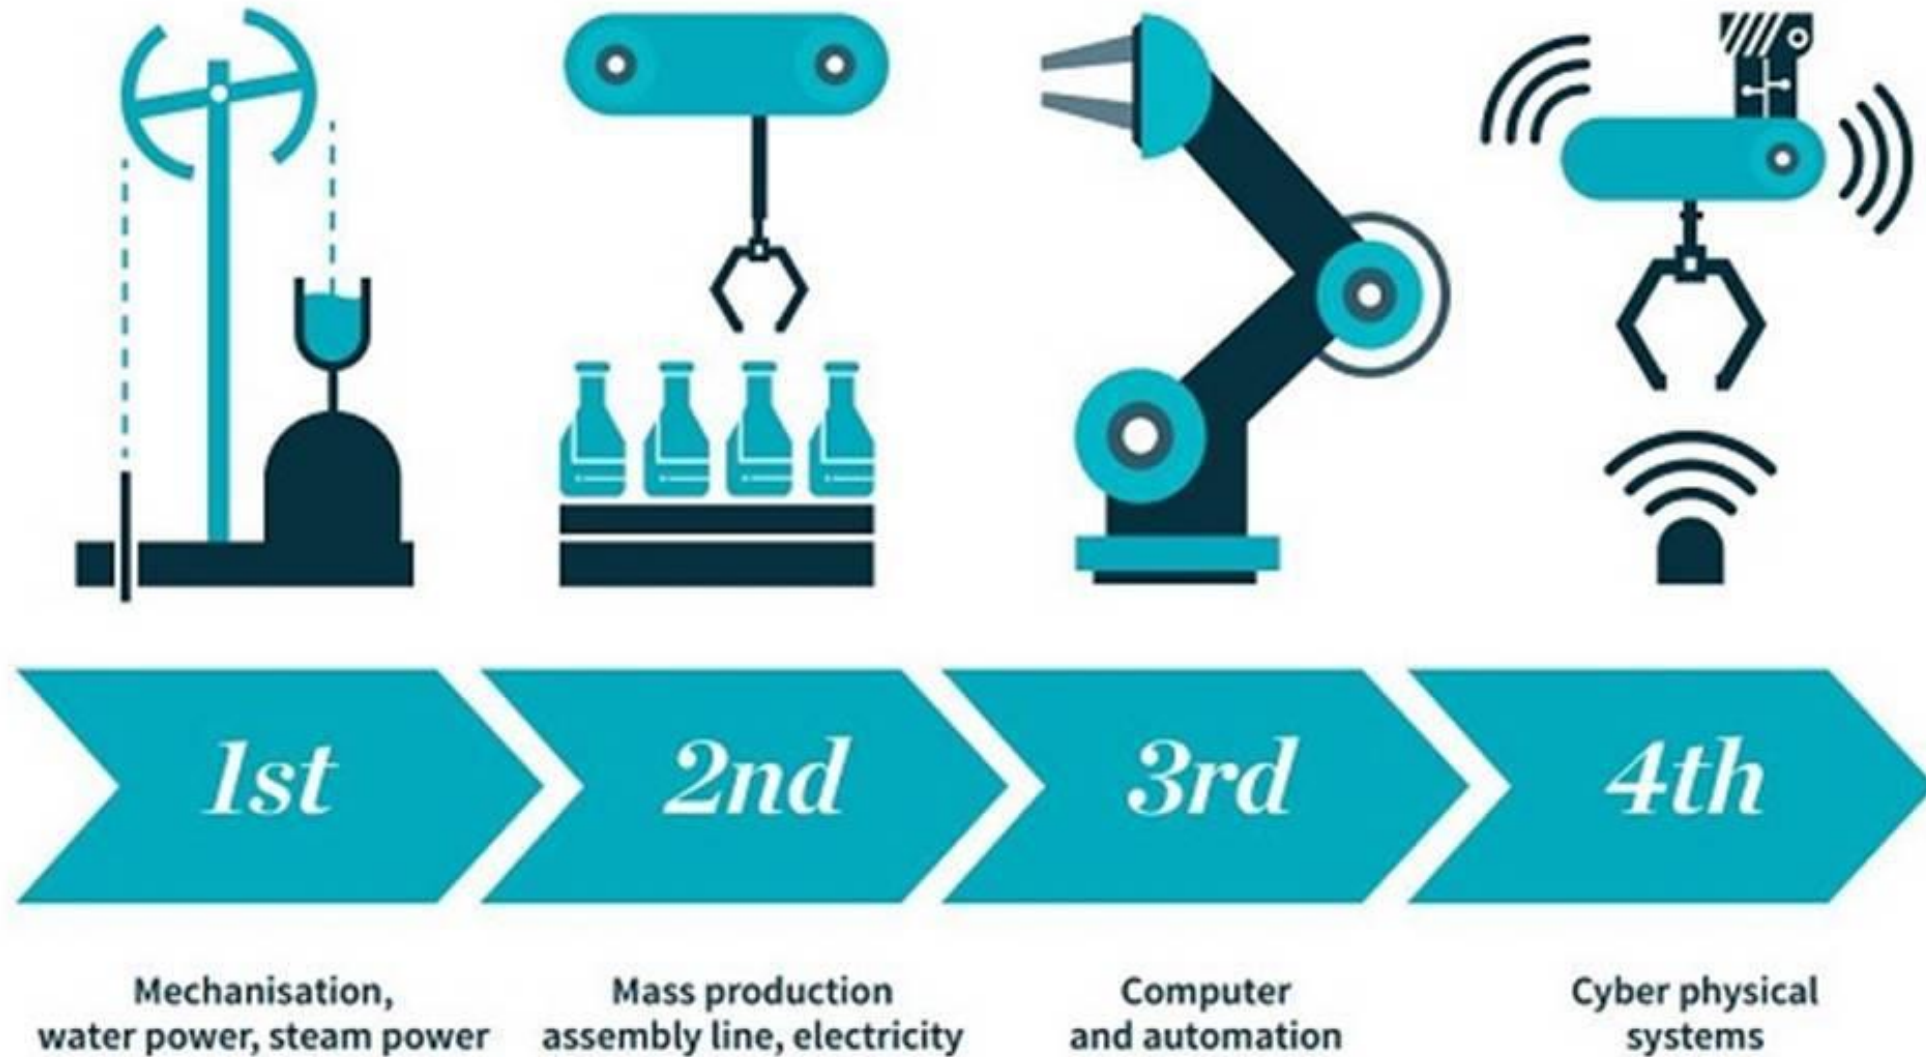 1st
2nd
3rd
4th
Mechanisation,
water power, steam power
Mass production
assembly line, electricity
Computer
and automation
Cyber physical
systems